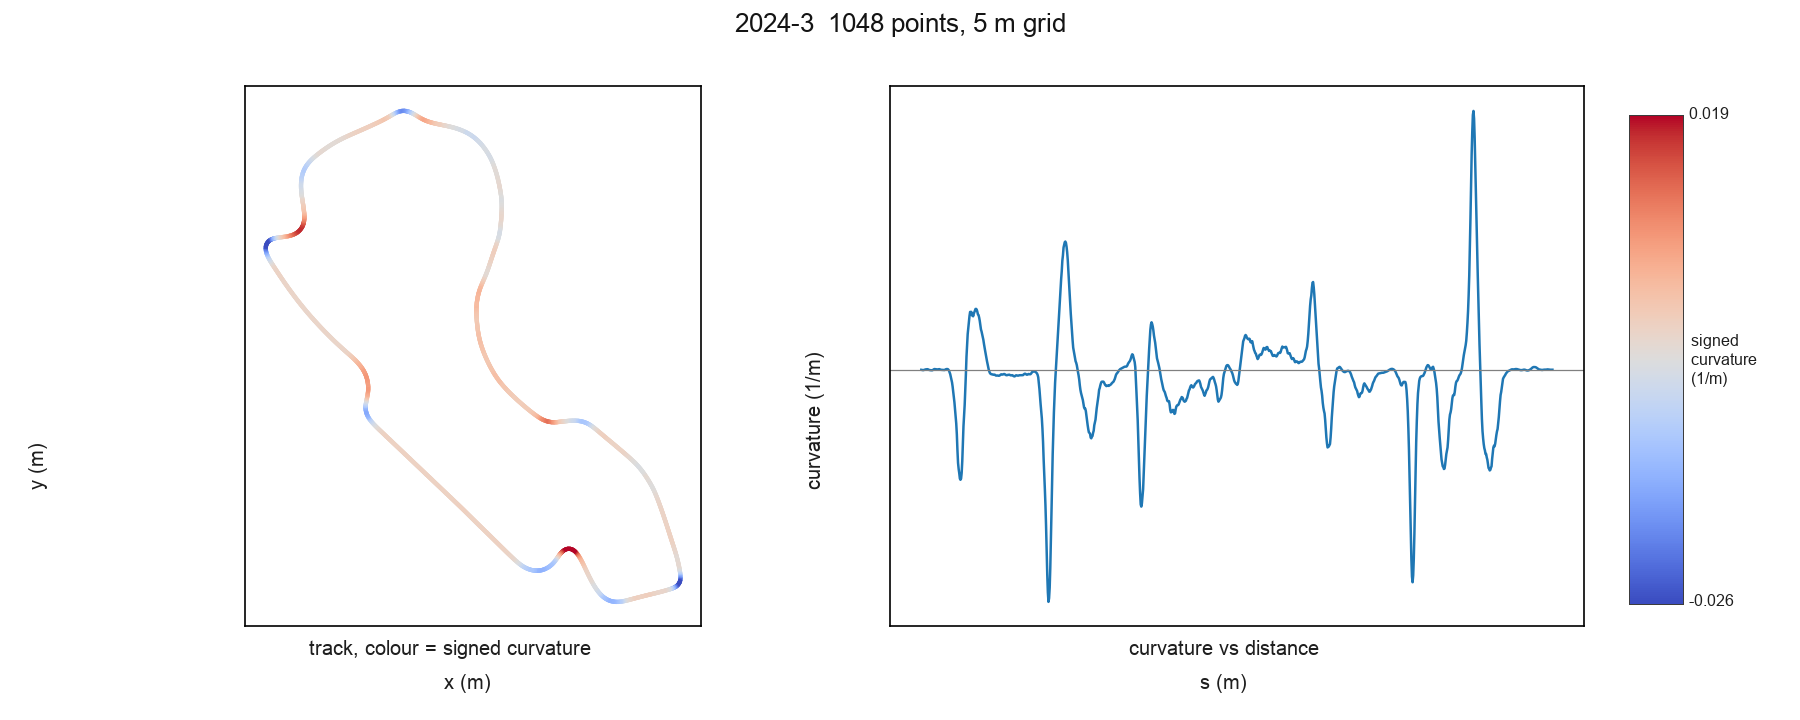 2024-3  1048 points, 5 m grid
y (m)
track, colour = signed curvature
x (m)
curvature (1/m)
curvature vs distance
s (m)
0.019
signed
curvature
(1/m)
-0.026